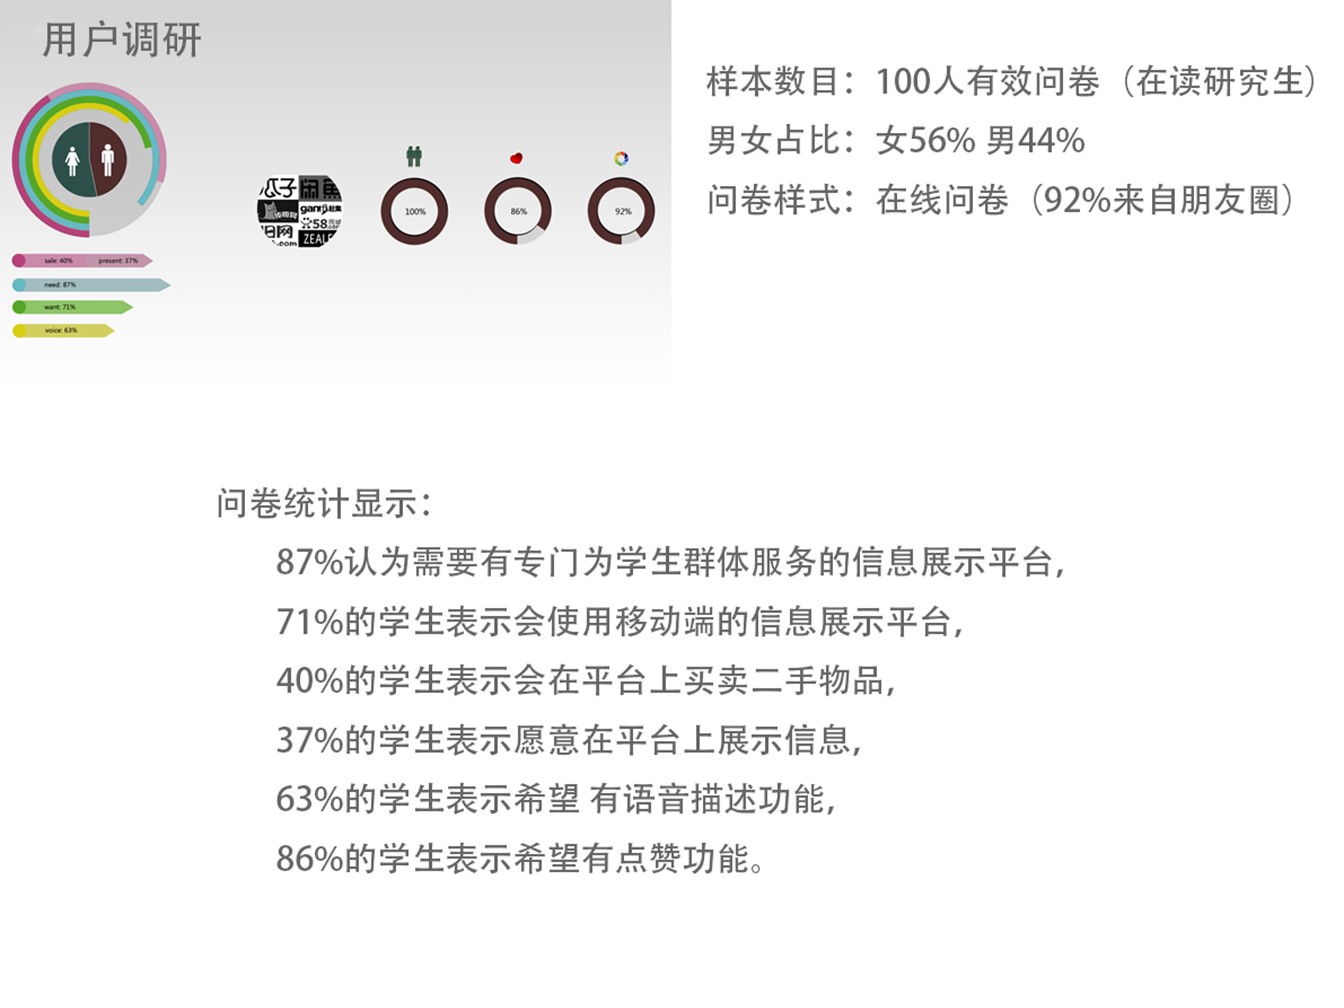 用户调研
样本数目：100人有效问卷（在读研究生）
男女占比：女56% 男44%
问卷样式：在线问卷（92%来自朋友圈）
瓜子 闲鱼
ganji赶集
58同城
旧网
.com ZEALE
100%
86%
92%
sale: 40% present: 37%
need: 87%
want: 71%
voice: 63%
问卷统计显示：
87%认为需要有专门为学生群体服务的信息展示平台，
71%的学生表示会使用移动端的信息展示平台，
40%的学生表示会在平台上买卖二手物品，
37%的学生表示愿意在平台上展示信息，
63%的学生表示希望 有语音描述功能，
86%的学生表示希望有点赞功能。